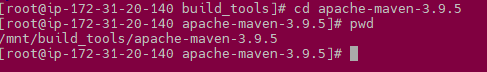 [root@ip-172-31-20-140 build_tools]# cd apache-maven-3.9.5
[root@ip-172-31-20-140 apache-maven-3.9.5]# pwd
/mnt/build_tools/apache-maven-3.9.5
[root@ip-172-31-20-140 apache-maven-3.9.5]#